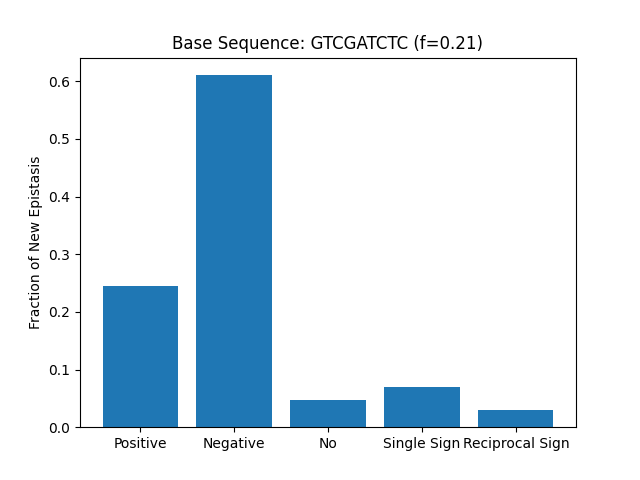 Base Sequence: GTCGATCTC (f=0.21)
Fraction of New Epistasis
0.6
0.5
0.4
0.3
0.2
0.1
0.0
Positive Negative No Single Sign Reciprocal Sign